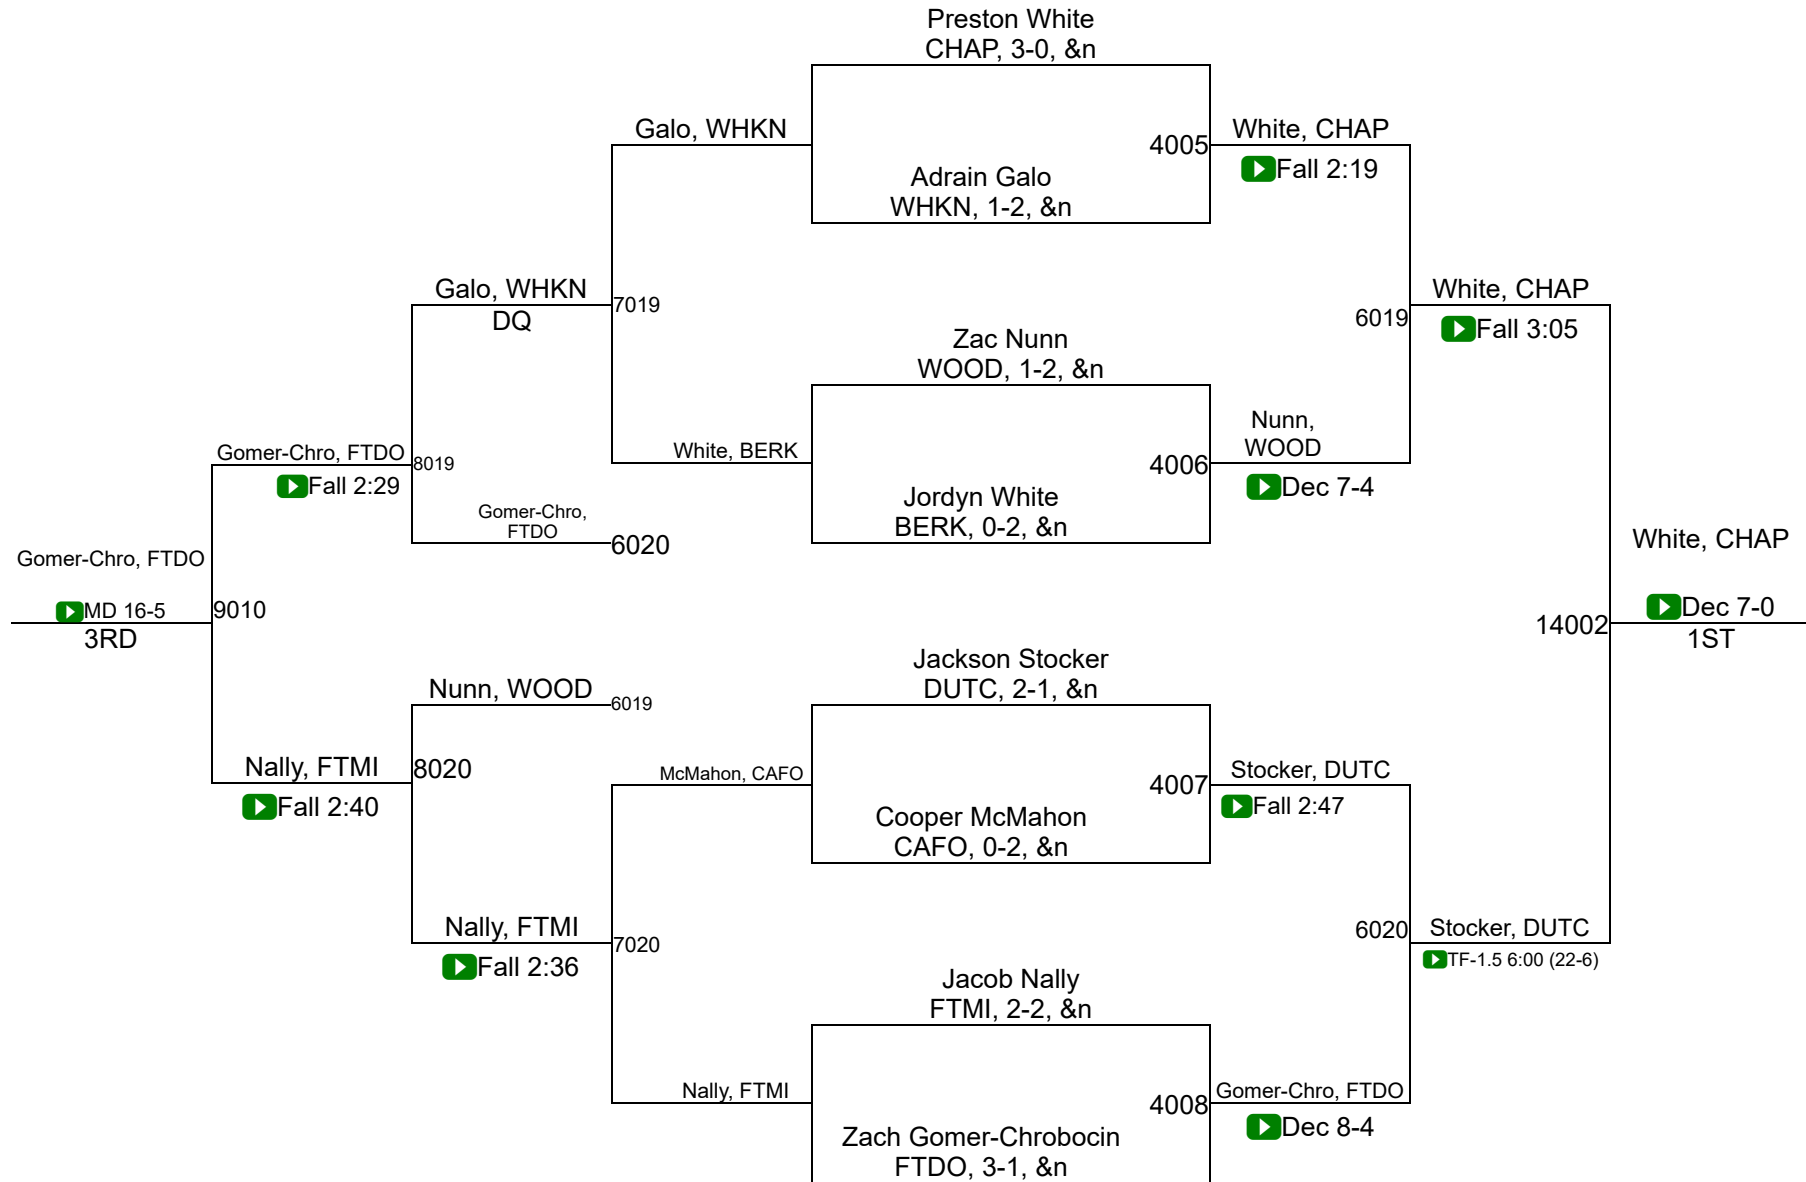 Preston White
CHAP, 3-0, &n
Galo, WHKN
4005
White, CHAP
Fall 2:19
Adrain Galo
WHKN, 1-2, &n
Galo, WHKN
DQ
7019
6019
White, CHAP
Fall 3:05
Zac Nunn
WOOD, 1-2, &n
Gomer-Chro, FTDO
Fall 2:29
8019
White, BERK
4006
Nunn,
WOOD
Dec 7-4
Jordyn White
BERK, 0-2, &n
Gomer-Chro,
FTDO
6020
Gomer-Chro, FTDO
MD 16-5
3RD
9010
14002
White, CHAP
Dec 7-0
1ST
Jackson Stocker
DUTC, 2-1, &n
Nunn, WOOD
6019
Nally, FTMI
Fall 2:40
8020
McMahon, CAFO
4007
Stocker, DUTC
Fall 2:47
Cooper McMahon
CAFO, 0-2, &n
Nally, FTMI
Fall 2:36
7020
6020
Stocker, DUTC
TF-1.5 6:00 (22-6)
Jacob Nally
FTMI, 2-2, &n
Nally, FTMI
4008
Gomer-Chro, FTDO
Dec 8-4
Zach Gomer-Chrobocin
FTDO, 3-1, &n